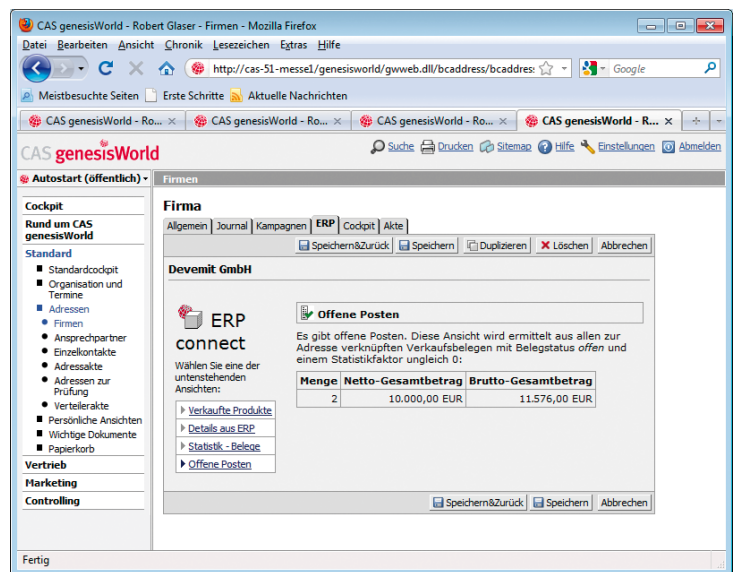 CAS genesisWorld - Robert Glaser - Firmen - Mozilla Firefox
Datei Bearbeiten Ansicht Chronik Lesezeichen Extras Hilfe
http://cas-51-messe1/genesisworld/gwweb.dll/bcaddress/bcaddres: Google
Meistbesuchte Seiten Erste Schritte Aktuelle Nachrichten
CAS genesisWorld - Ro... CAS genesisWorld - Ro... CAS genesisWorld - Ro... CAS genesisWorld - R...
CAS genesisWorld
Suche Drucken Sitemap Hilfe Einstellungen Abmelden
Autostart (öffentlich) Firmen
Cockpit
Rund um CAS genesisWorld
Standard
Standardcockpit
Organisation und
Termine
Adressen
Firmen
Ansprechpartner
Einzelkontakte
Adressakte
Adressen zur
Prüfung
Verteilerakte
Persönliche Ansichten
Wichtige Dokumente
Papierkorb
Vertrieb
Marketing
Controlling
Firma
Allgemein Journal Kampagnen ERP Cockpit Akte
Speichern&Zurück Speichern Duplizieren Löschen Abbrechen
Devemit GmbH
ERP
connect
Wählen Sie eine der
untenstehenden
Ansichten:
Verkaufte Produkte
Details aus ERP
Statistik - Belege
Offene Posten
Offene Posten
Es gibt offene Posten. Diese Ansicht wird ermittelt aus allen zur
Adresse verknüpften Verkaufsbelegen mit Belegstatus offen und
einem Statistikfaktor ungleich 0:
Menge Netto-Gesamtbetrag Brutto-Gesamtbetrag
2 10.000,00 EUR 11.576,00 EUR
Speichern&Zurück Speichern Abbrechen
Fertig